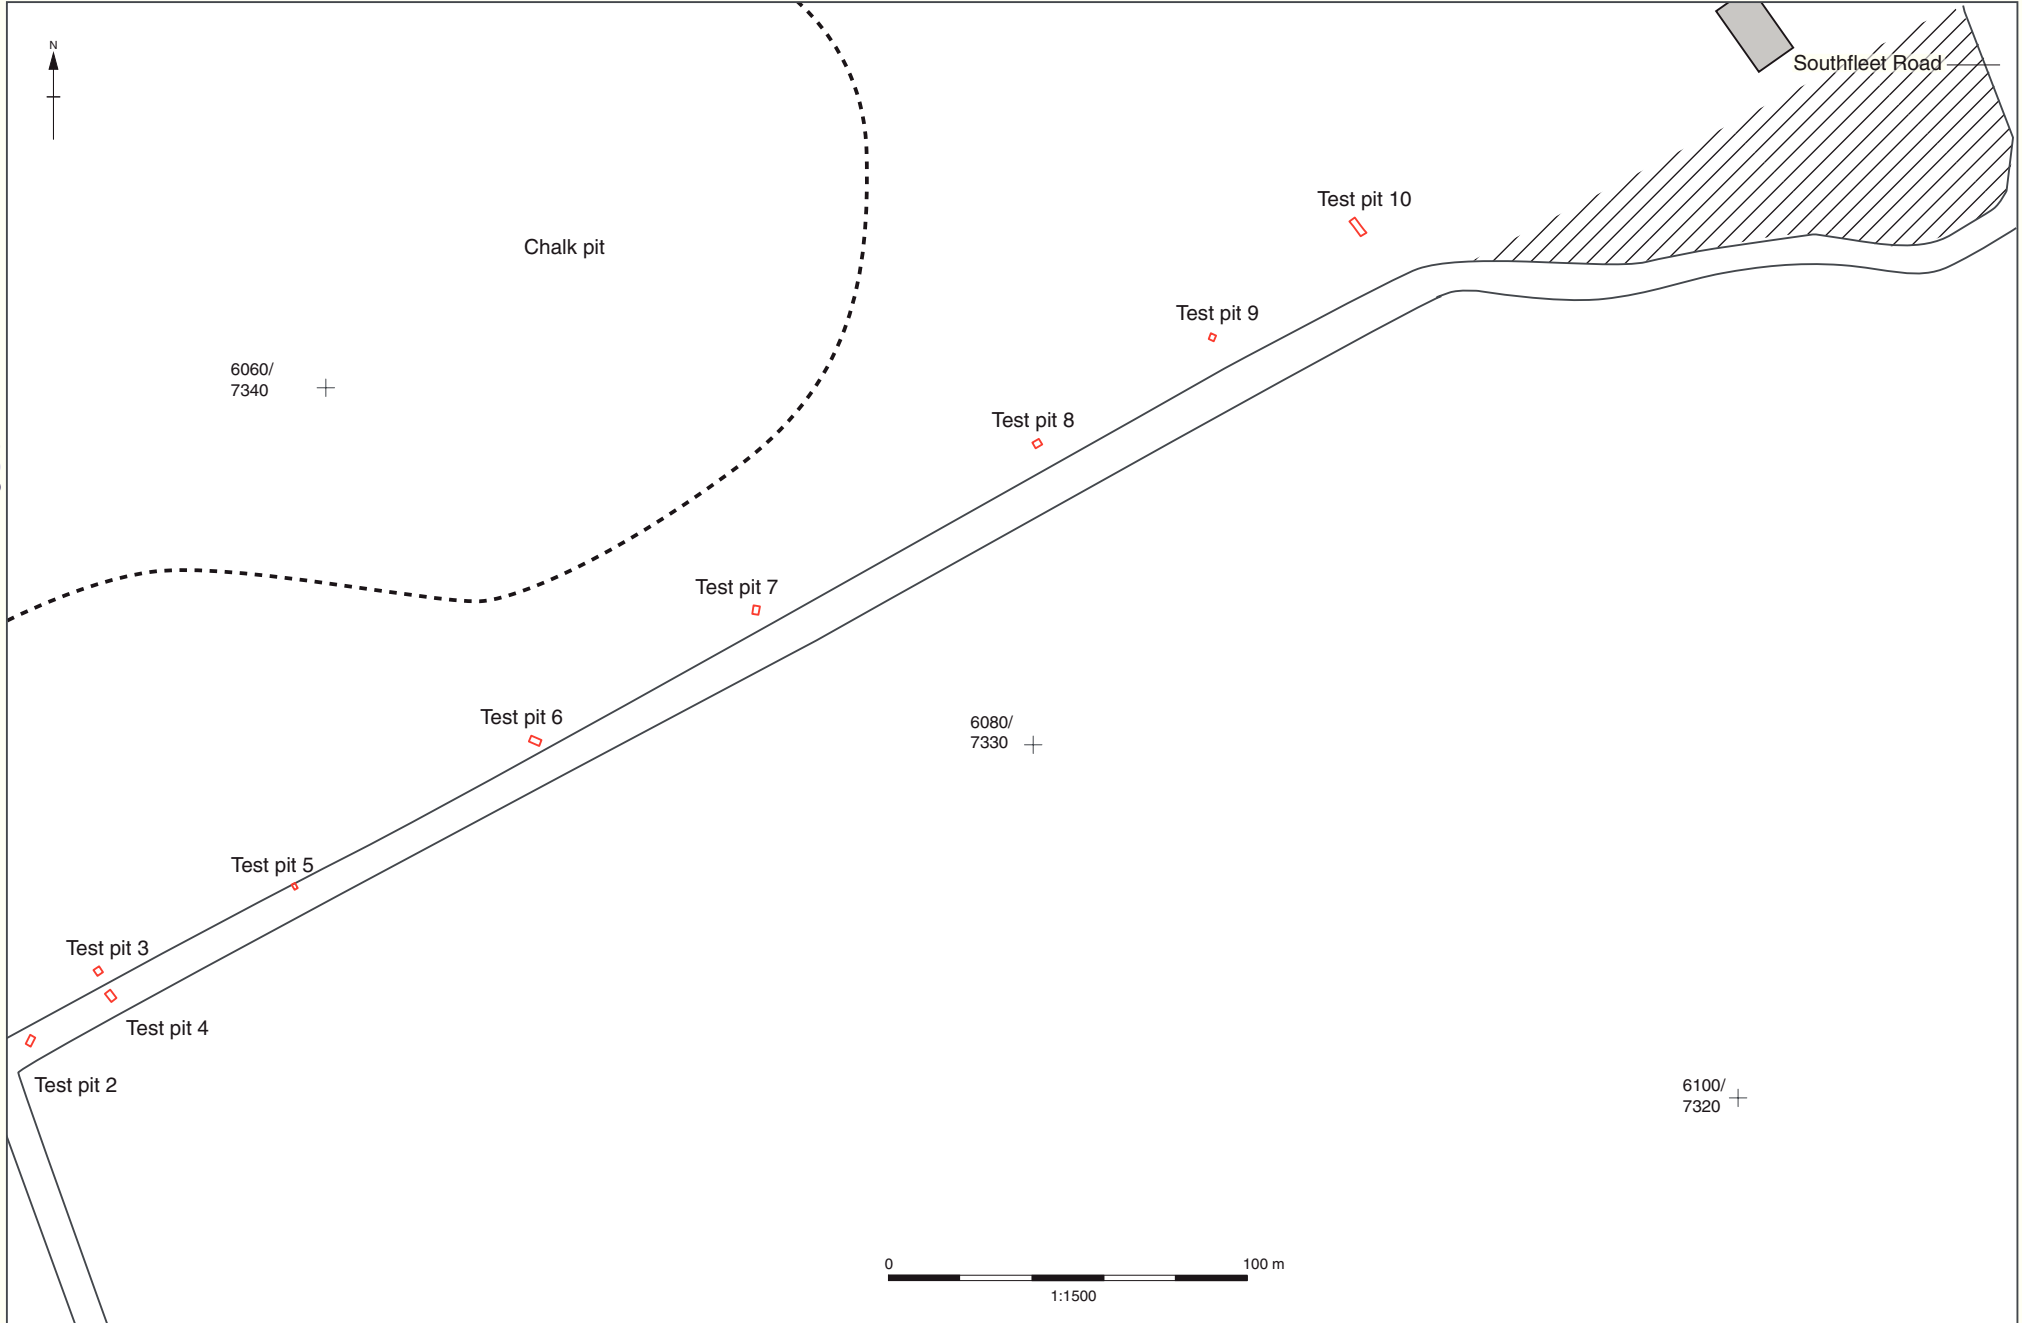 N
Southfleet Road
Test pit 10
Chalk pit
Test pit 9
6060/
7340
Test pit 8
Test pit 7
Test pit 6
6080/
7330
Test pit 5
Test pit 3
Test pit 4
Test pit 2
6100/
7320
0 100 m
1:1500